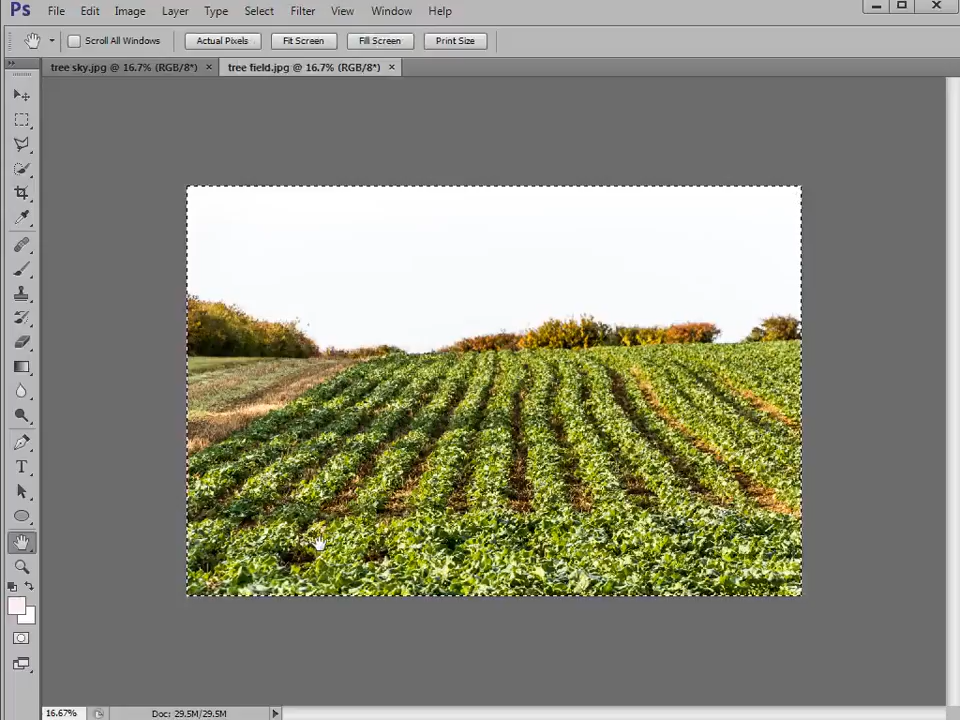 Ps File Edit Image Layer Type Select Filter View Window Help
Scroll All Windows Actual Pixels Fit Screen Fill Screen Print Size
tree sky.jpg @ 16.7% (RGB/8*) × tree field.jpg @ 16.7% (RGB/8*) ×
T
16.67% Doc: 29.5M/29.5M